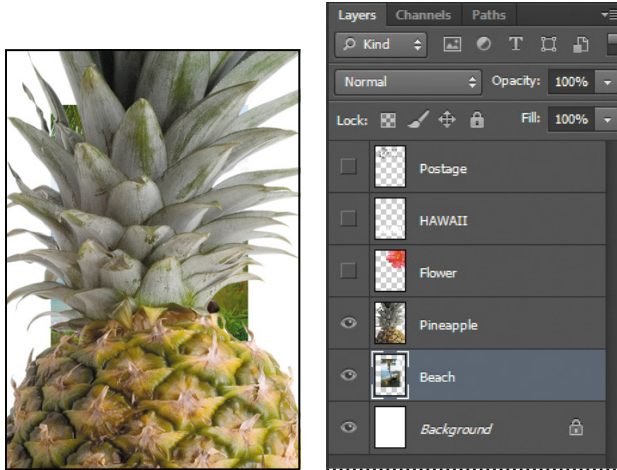 Layers Channels Paths
Kind T
Normal Opacity: 100%
Lock: Fill: 100%
Postage
HAWAII
Flower
Pineapple
Beach
Background